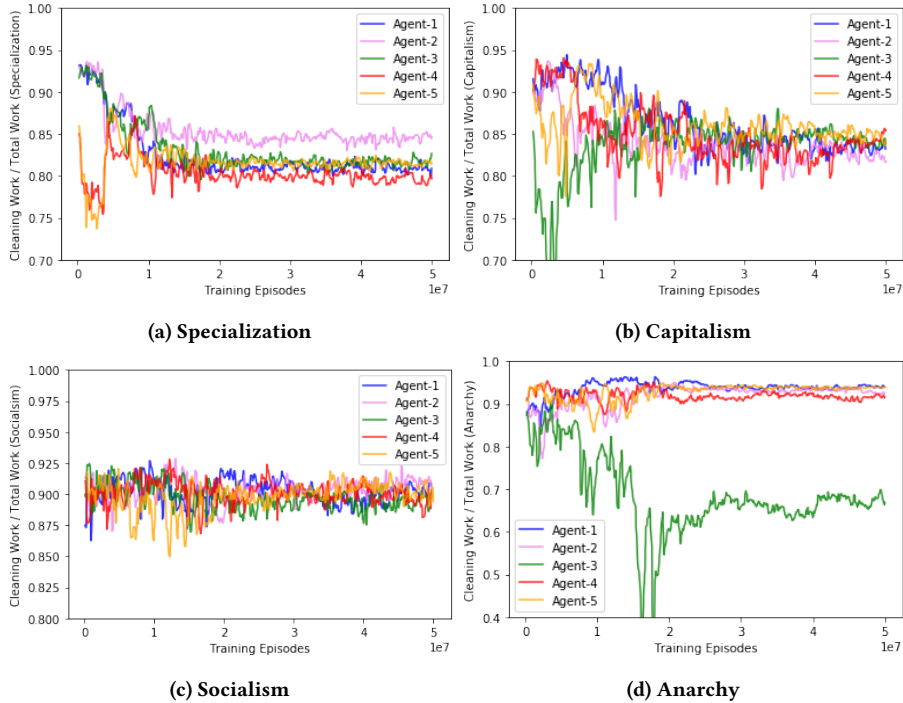 1.00
0.95
0.90
0.85
0.80
0.75
0.70
Cleaning Work / Total Work (Specialization)
Agent-1
Agent-2
Agent-3
Agent-4
Agent-5
0 1 2 3 4 5
1e7
Training Episodes
(a) Specialization
1.00
0.95
0.90
0.85
0.80
0.75
0.70
Cleaning Work / Total Work (Capitalism)
Agent-1
Agent-2
Agent-3
Agent-4
Agent-5
0 1 2 3 4 5
1e7
Training Episodes
(b) Capitalism
1.000
0.975
0.950
0.925
0.900
0.875
0.850
0.825
0.800
Cleaning Work / Total Work (Socialsim)
Agent-1
Agent-2
Agent-3
Agent-4
Agent-5
0 1 2 3 4 5
1e7
Training Episodes
(c) Socialism
1.0
0.9
0.8
0.7
0.6
0.5
0.4
Cleaning Work / Total Work (Anarchy)
Agent-1
Agent-2
Agent-3
Agent-4
Agent-5
0 1 2 3 4 5
1e7
Training Episodes
(d) Anarchy